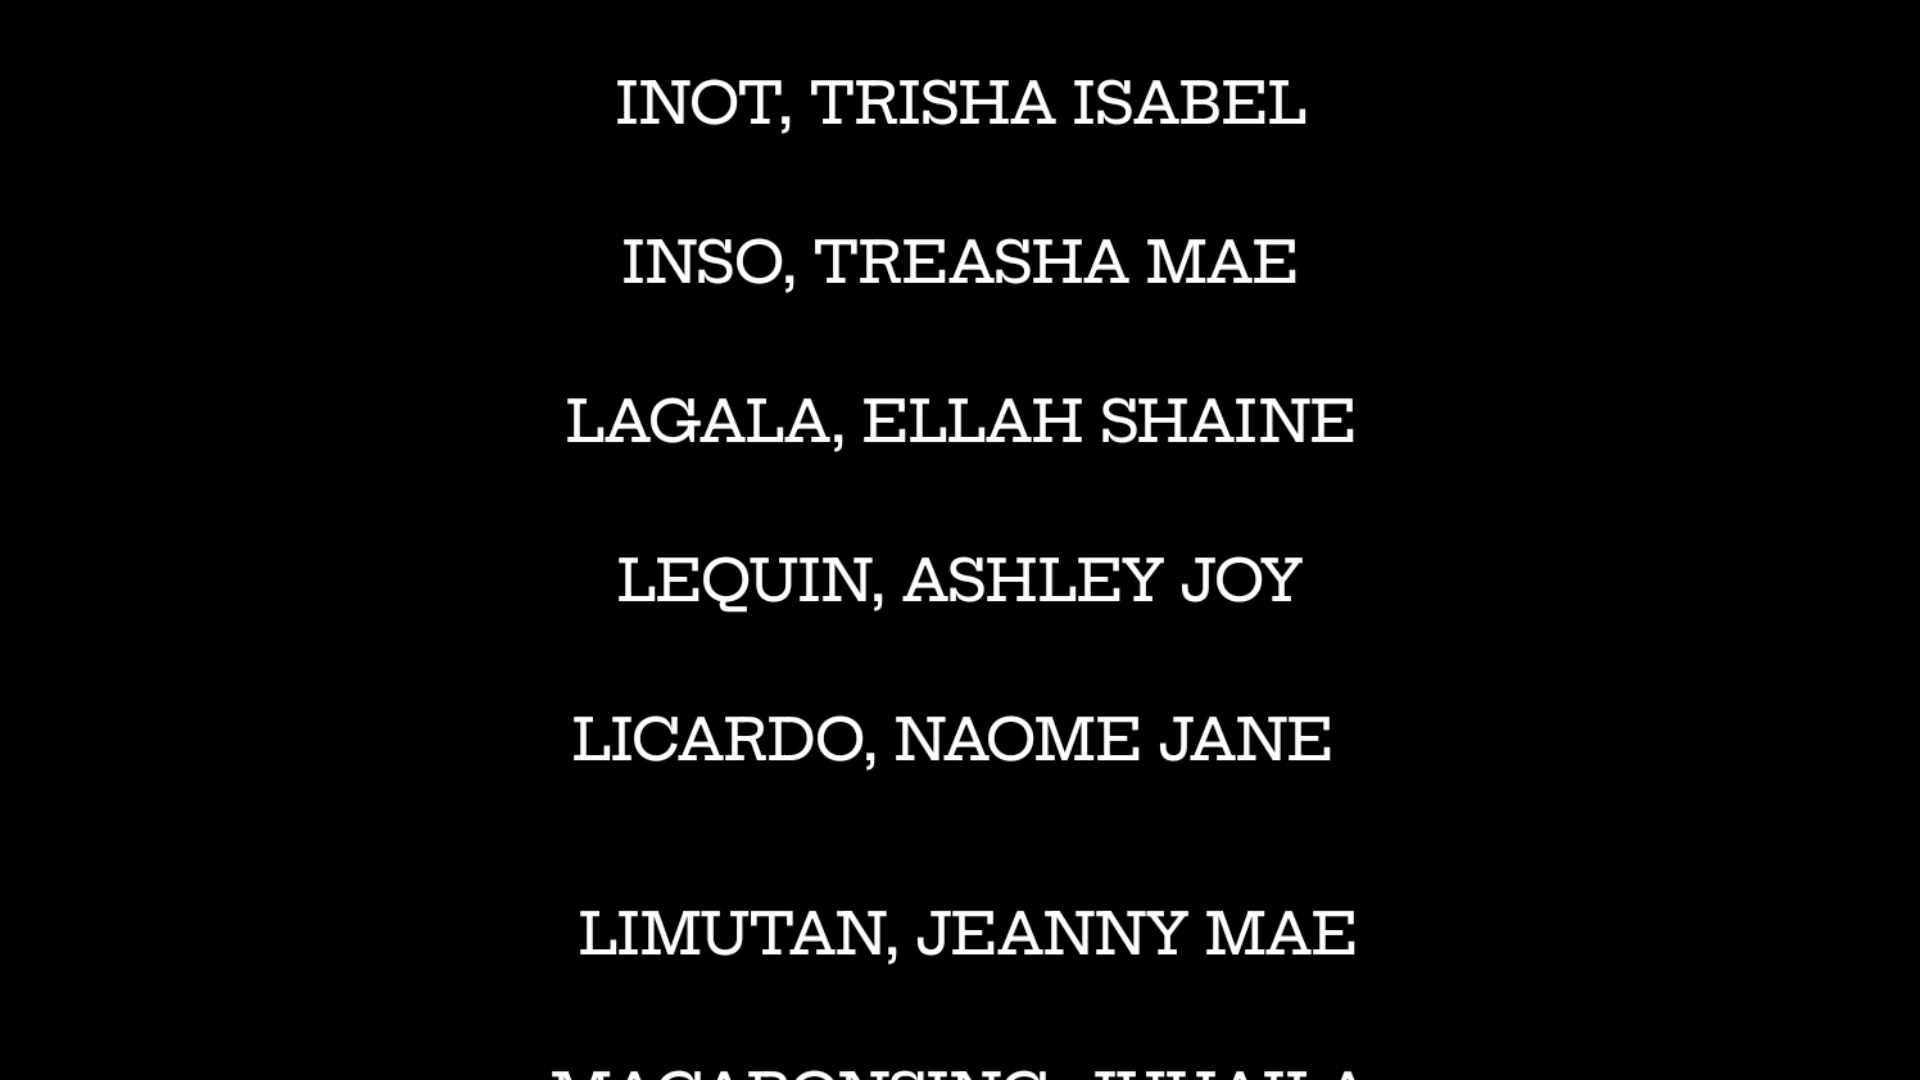 INOT, TRISHA ISABEL
INSO, TREASHA MAE
LAGALA, ELLAH SHAINE
LEQUIN, ASHLEY JOY
LICARDO, NAOME JANE
LIMUTAN, JEANNY MAE